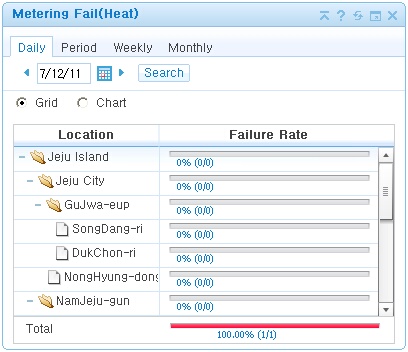 Metering Fail(Heat)
Daily Period Weekly Monthly
7/12/11 Search
Grid Chart
Location Failure Rate
Jeju Island 0% (0/0)
Jeju City 0% (0/0)
GuJwa-eup 0% (0/0)
SongDang-ri 0% (0/0)
DukChon-ri 0% (0/0)
NongHyung-dong 0% (0/0)
NamJeju-gun 0% (0/0)
Total 100.00% (1/1)